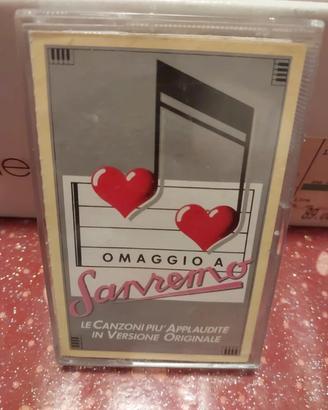 OMAGGIO A
Sanremo
LE CANZONI PIU' APPLAUDITE
IN VERSIONE ORIGINALE